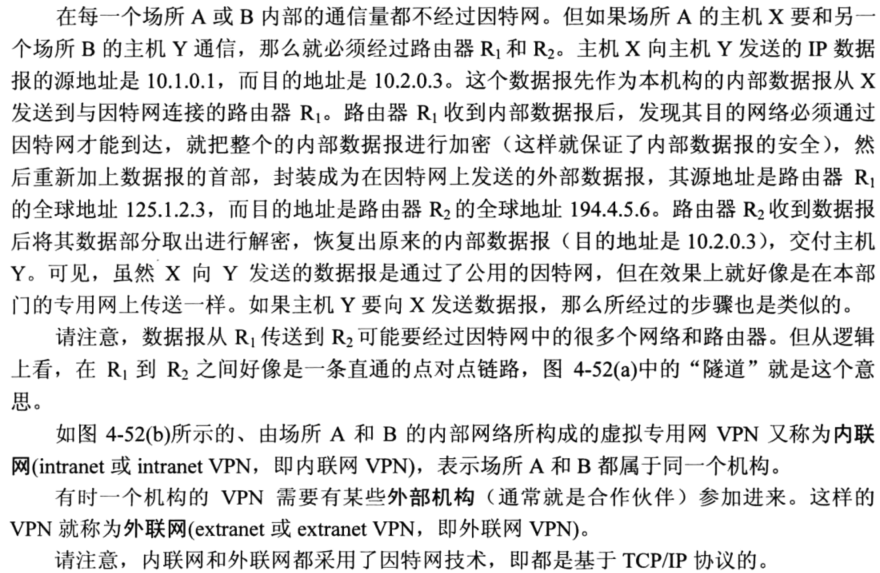 在每一个场所 A 或 B 内部的通信量都不经过因特网。但如果场所 A 的主机 X 要和另一
个场所 B 的主机 Y 通信，那么就必须经过路由器 R₁ 和 R₂。主机 X 向主机 Y 发送的 IP 数据
报的源地址是 10.1.0.1，而目的地址是 10.2.0.3。这个数据报先作为本机构的内部数据报从 X
发送到与因特网连接的路由器 R₁。路由器 R₁ 收到内部数据报后，发现其目的网络必须通过
因特网才能到达，就把整个的内部数据报进行加密（这样就保证了内部数据报的安全），然
后重新加上数据报的首部，封装成为在因特网上发送的外部数据报，其源地址是路由器 R₁
的全球地址 125.1.2.3，而目的地址是路由器 R₂ 的全球地址 194.4.5.6。路由器 R₂ 收到数据报
后将其数据部分取出进行解密，恢复出原来的内部数据报（目的地址是 10.2.0.3），交付主机
Y。可见，虽然 X 向 Y 发送的数据报是通过了公用的因特网，但在效果上就好像是在本部
门的专用网上传送一样。如果主机 Y 要向 X 发送数据报，那么所经过的步骤也是类似的。
请注意，数据报从 R₁ 传送到 R₂ 可能要经过因特网中的很多个网络和路由器。但从逻辑
上看，在 R₁ 到 R₂ 之间好像是一条直通的点对点链路，图 4-52(a)中的“隧道”就是这个意
思。
如图 4-52(b)所示的、由场所 A 和 B 的内部网络所构成的虚拟专用网 VPN 又称为内联
网(intranet 或 intranet VPN，即内联网 VPN)，表示场所 A 和 B 都属于同一个机构。
有时一个机构的 VPN 需要有某些外部机构（通常就是合作伙伴）参加进来。这样的
VPN 就称为外联网(extranet 或 extranet VPN，即外联网 VPN)。
请注意，内联网和外联网都采用了因特网技术，即都是基于 TCP/IP 协议的。